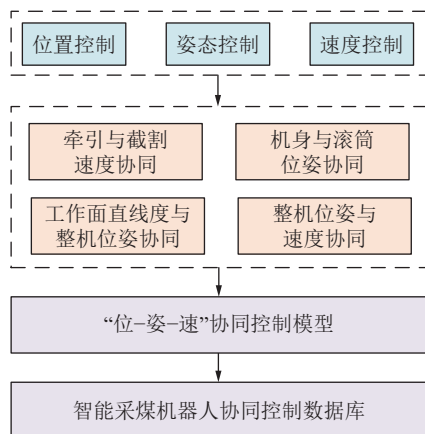 位置控制
姿态控制
速度控制
牵引与截割
速度协同
机身与滚筒
位姿协同
工作面直线度与
整机位姿协同
整机位姿与
速度协同
“位−姿−速”协同控制模型
智能采煤机器人协同控制数据库